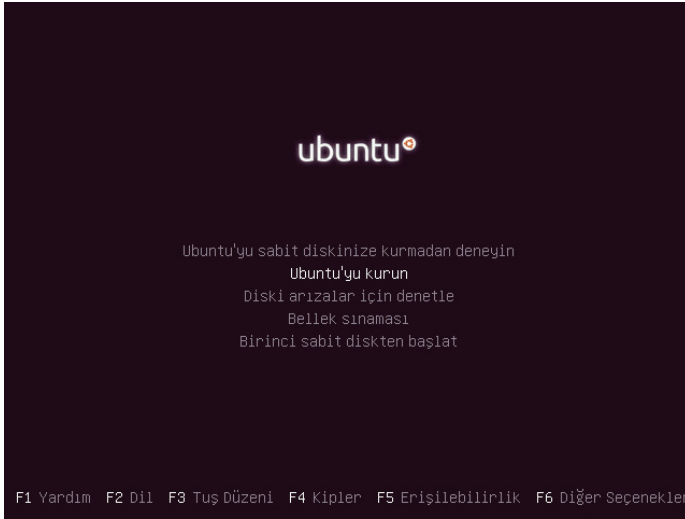 ubuntu
Ubuntu'yu sabit diskinize kurmadan deneyin
Ubuntu'yu kurun
Diski arızalar için denetle
Bellek sınaması
Birinci sabit diskten başlat
F1 Yardım F2 Dil F3 Tuş Düzeni F4 Kipler F5 Erişilebilirlik F6 Diğer Seçenekler